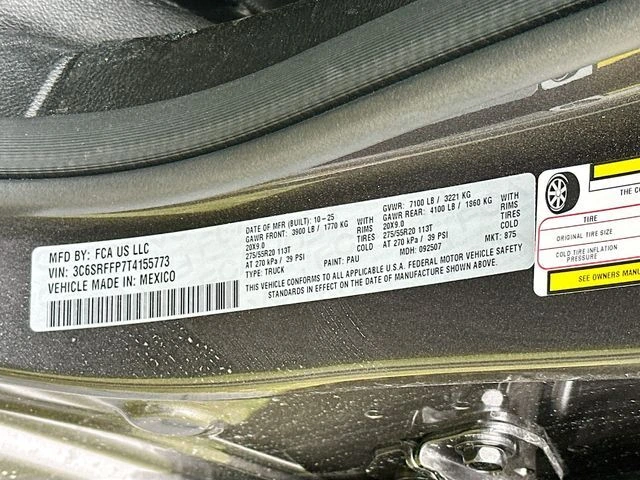 MFD BY: FCA US LLC
VIN: 3C6SRFFP7T4155773
VEHICLE MADE IN: MEXICO
DATE OF MFR (BUILT): 10-25
GAWR FRONT: 3900 LB / 1770 KG WITH
20X9.0 RIMS
275/55R20 113T TIRES
AT 270 kPa / 39 PSI COLD
TYPE: TRUCK PAINT: PAU
GVWR: 7100 LB / 3221 KG
GAWR REAR: 4100 LB / 1860 KG WITH
20X9.0 RIMS
275/55R20 113T TIRES
AT 270 kPa / 39 PSI COLD
MDH: 092507 MKT: 875
THIS VEHICLE CONFORMS TO ALL APPLICABLE U.S.A. FEDERAL MOTOR VEHICLE SAFETY
STANDARDS IN EFFECT ON THE DATE OF MANUFACTURE SHOWN ABOVE.
TIRE
THE CO
ORIGINAL TIRE SIZE
COLD TIRE INFLATION
PRESSURE
SEE OWNERS MANUAL